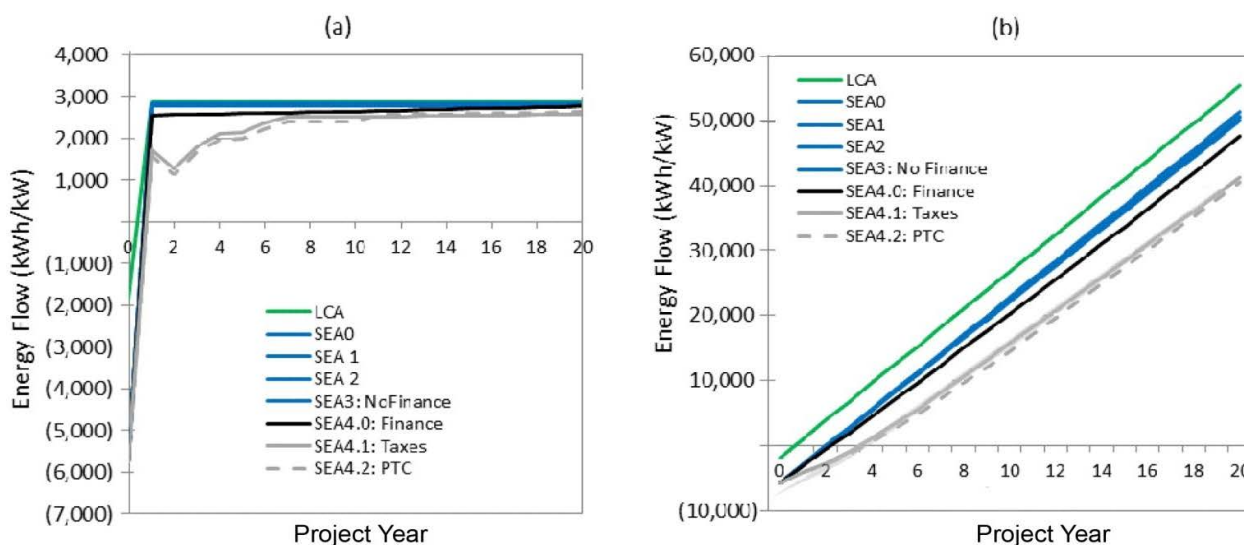 (a)
4,000
3,000
2,000
1,000
(1,000)
(2,000)
(3,000)
(4,000)
(5,000)
(6,000)
(7,000)
Energy Flow (kWh/kW)
0 2 4 6 8 10 12 14 16 18 20
LCA
SEA0
SEA 1
SEA 2
SEA3: NoFinance
SEA4.0: Finance
SEA4.1: Taxes
SEA4.2: PTC
Project Year
(b)
60,000
50,000
40,000
30,000
20,000
10,000
(10,000)
Energy Flow (kWh/kW)
LCA
SEA0
SEA1
SEA2
SEA3: No Finance
SEA4.0: Finance
SEA4.1: Taxes
SEA4.2: PTC
0 2 4 6 8 10 12 14 16 18 20
Project Year